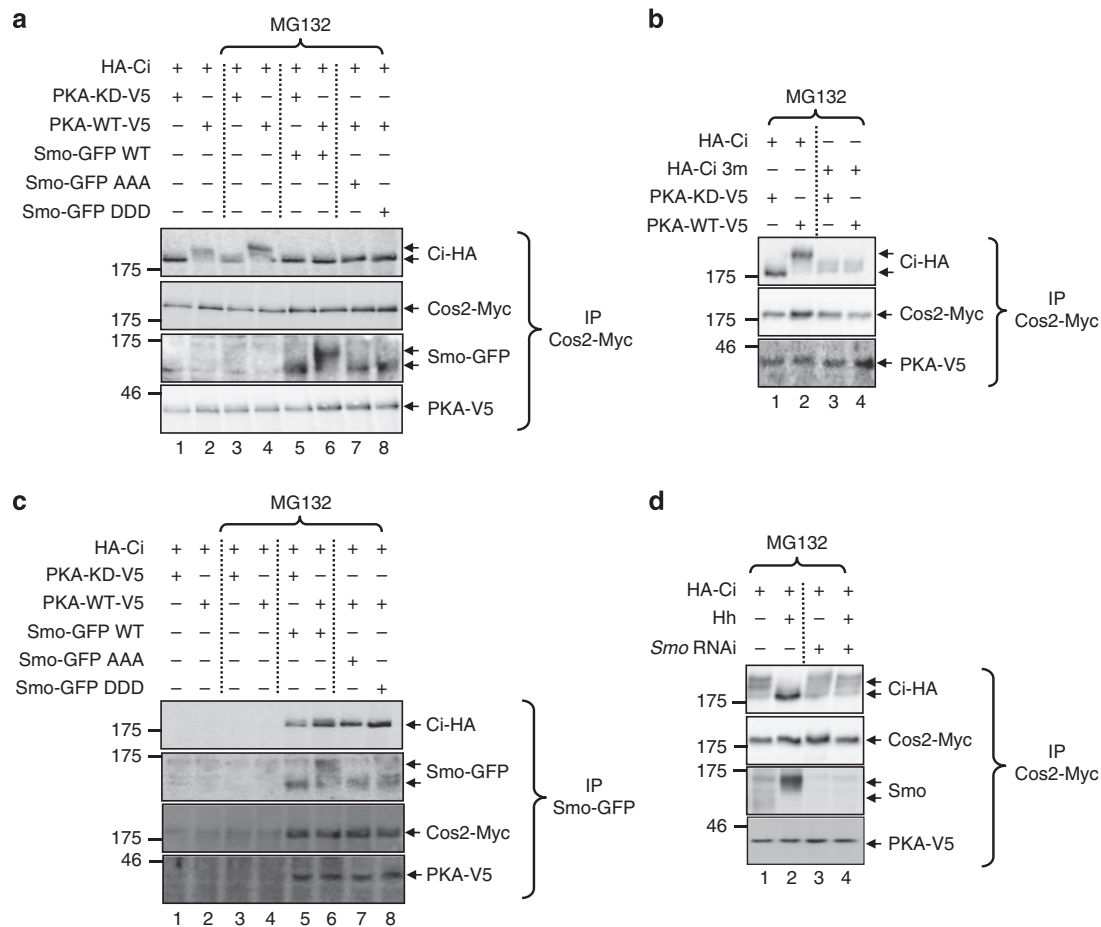 a
MG132
HA-Ci + + + + + + + +
PKA-KD-V5 + – + – + – – –
PKA-WT-V5 – + – + – + + +
Smo-GFP WT – – – – + + – –
Smo-GFP AAA – – – – – – + –
Smo-GFP DDD – – – – – – – +
175
Ci-HA
175
Cos2-Myc
175
Smo-GFP
46
PKA-V5
IP
Cos2-Myc
1 2 3 4 5 6 7 8
b
MG132
HA-Ci + + – –
HA-Ci 3m – – + +
PKA-KD-V5 + – + –
PKA-WT-V5 – + – +
175
Ci-HA
175
Cos2-Myc
46
PKA-V5
IP
Cos2-Myc
1 2 3 4
c
MG132
HA-Ci + + + + + + + +
PKA-KD-V5 + – + – + – – –
PKA-WT-V5 – + – + – + + +
Smo-GFP WT – – – – + + – –
Smo-GFP AAA – – – – – – + –
Smo-GFP DDD – – – – – – – +
175
Ci-HA
175
Smo-GFP
175
Cos2-Myc
46
PKA-V5
IP
Smo-GFP
1 2 3 4 5 6 7 8
d
MG132
HA-Ci + + + +
Hh – + – +
Smo RNAi – – + +
175
Ci-HA
175
Cos2-Myc
175
Smo
46
PKA-V5
IP
Cos2-Myc
1 2 3 4